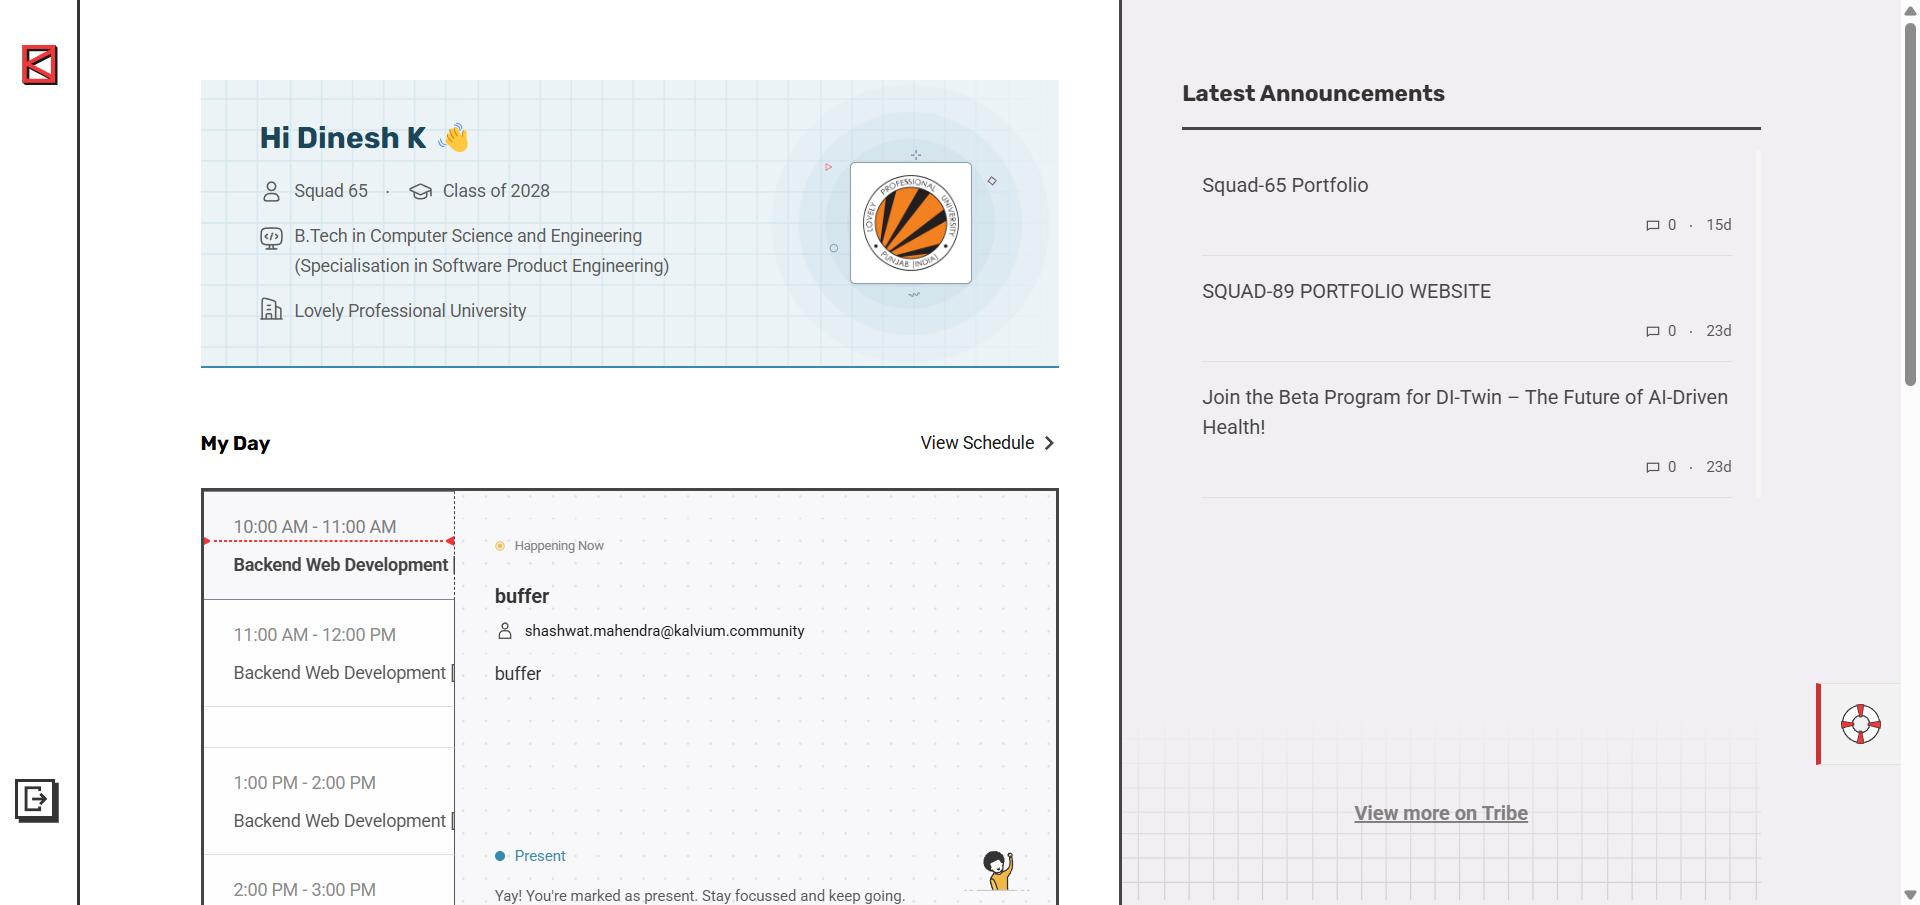 Hi Dinesh K
Squad 65 · Class of 2028
B.Tech in Computer Science and Engineering
(Specialisation in Software Product Engineering)
Lovely Professional University
LOVELY PROFESSIONAL UNIVERSITY
PUNJAB (INDIA)
My Day
View Schedule
10:00 AM - 11:00 AM
Backend Web Development [
11:00 AM - 12:00 PM
Backend Web Development [
1:00 PM - 2:00 PM
Backend Web Development [
2:00 PM - 3:00 PM
Happening Now
buffer
shashwat.mahendra@kalvium.community
buffer
Present
Yay! You're marked as present. Stay focussed and keep going.
Latest Announcements
Squad-65 Portfolio
0 · 15d
SQUAD-89 PORTFOLIO WEBSITE
0 · 23d
Join the Beta Program for DI-Twin – The Future of AI-Driven
Health!
0 · 23d
View more on Tribe